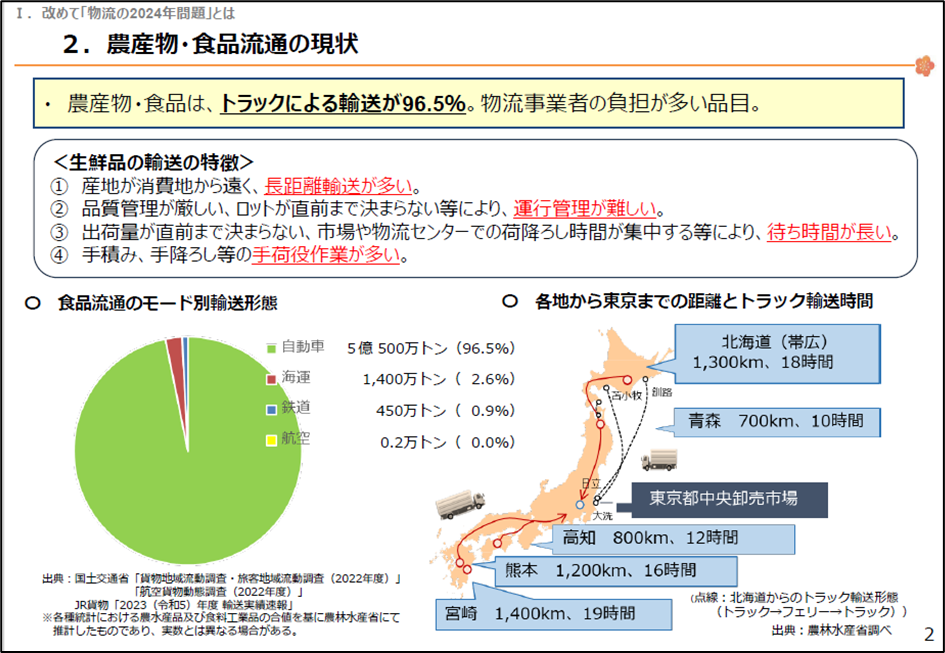 Ⅰ．改めて「物流の2024年問題」とは
２．農産物・食品流通の現状
・ 農産物・食品は、トラックによる輸送が96.5%。物流事業者の負担が多い品目。
＜生鮮品の輸送の特徴＞
① 産地が消費地から遠く、長距離輸送が多い。
② 品質管理が厳しい、ロットが直前まで決まらない等により、運行管理が難しい。
③ 出荷量が直前まで決まらない、市場や物流センターでの荷降ろし時間が集中する等により、待ち時間が長い。
④ 手積み、手降ろし等の手荷役作業が多い。
○ 食品流通のモード別輸送形態
自動車 5億 500万トン（96.5%）
海運 1,400万トン（ 2.6%）
鉄道 450万トン（ 0.9%）
航空 0.2万トン（ 0.0%）
出典：国土交通省「貨物地域流動調査・旅客地域流動調査（2022年度）」
「航空貨物動態調査（2022年度）」
JR貨物「2023（令和5）年度 輸送実績速報」
※各種統計における農水産品及び食料工業品の合値を基に農林水産省にて
推計したものであり、実数とは異なる場合がある。
○ 各地から東京までの距離とトラック輸送時間
北海道（帯広）
1,300km、18時間
苫小牧
釧路
青森 700km、10時間
日立
東京都中央卸売市場
大洗
高知 800km、12時間
熊本 1,200km、16時間
宮崎 1,400km、19時間
（点線：北海道からのトラック輸送形態
（トラック→フェリー→トラック））
出典：農林水産省調べ
2